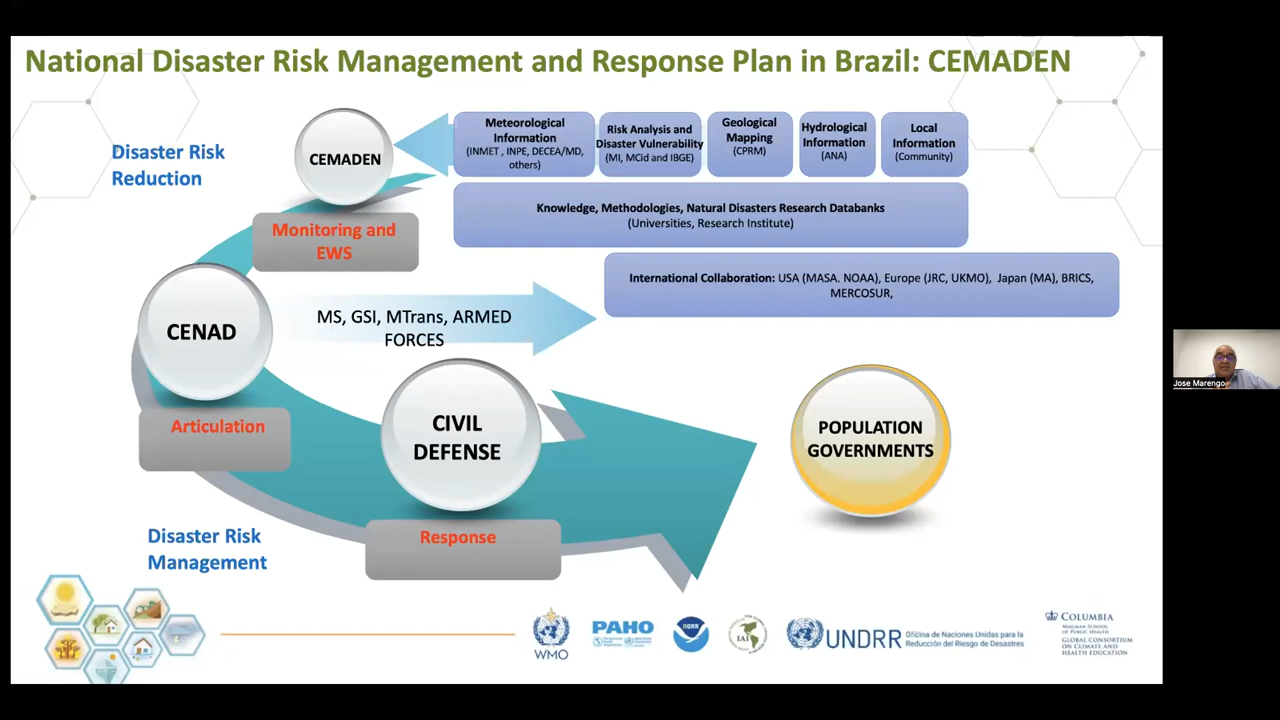 National Disaster Risk Management and Response Plan in Brazil: CEMADEN
Disaster Risk
Reduction
CEMADEN
Monitoring and
EWS
Meteorological
Information
(INMET , INPE, DECEA/MD,
others)
Risk Analysis and
Disaster Vulnerability
(MI, MCid and IBGE)
Geological
Mapping
(CPRM)
Hydrological
Information
(ANA)
Local
Information
(Community)
Knowledge, Methodologies, Natural Disasters Research Databanks
(Universities, Research Institute)
International Collaboration: USA (MASA. NOAA), Europe (JRC, UKMO), Japan (MA), BRICS,
MERCOSUR,
CENAD
Articulation
MS, GSI, MTrans, ARMED
FORCES
CIVIL
DEFENSE
Response
POPULATION
GOVERNMENTS
Disaster Risk
Management
Jose Marengo
WMO
PAHO
NOAA
IAI
UNDRR
Oficina de Naciones Unidas para la
Reducción del Riesgo de Desastres
COLUMBIA
MAILMAN SCHOOL
OF PUBLIC HEALTH
GLOBAL CONSORTIUM
ON CLIMATE AND
HEALTH EDUCATION